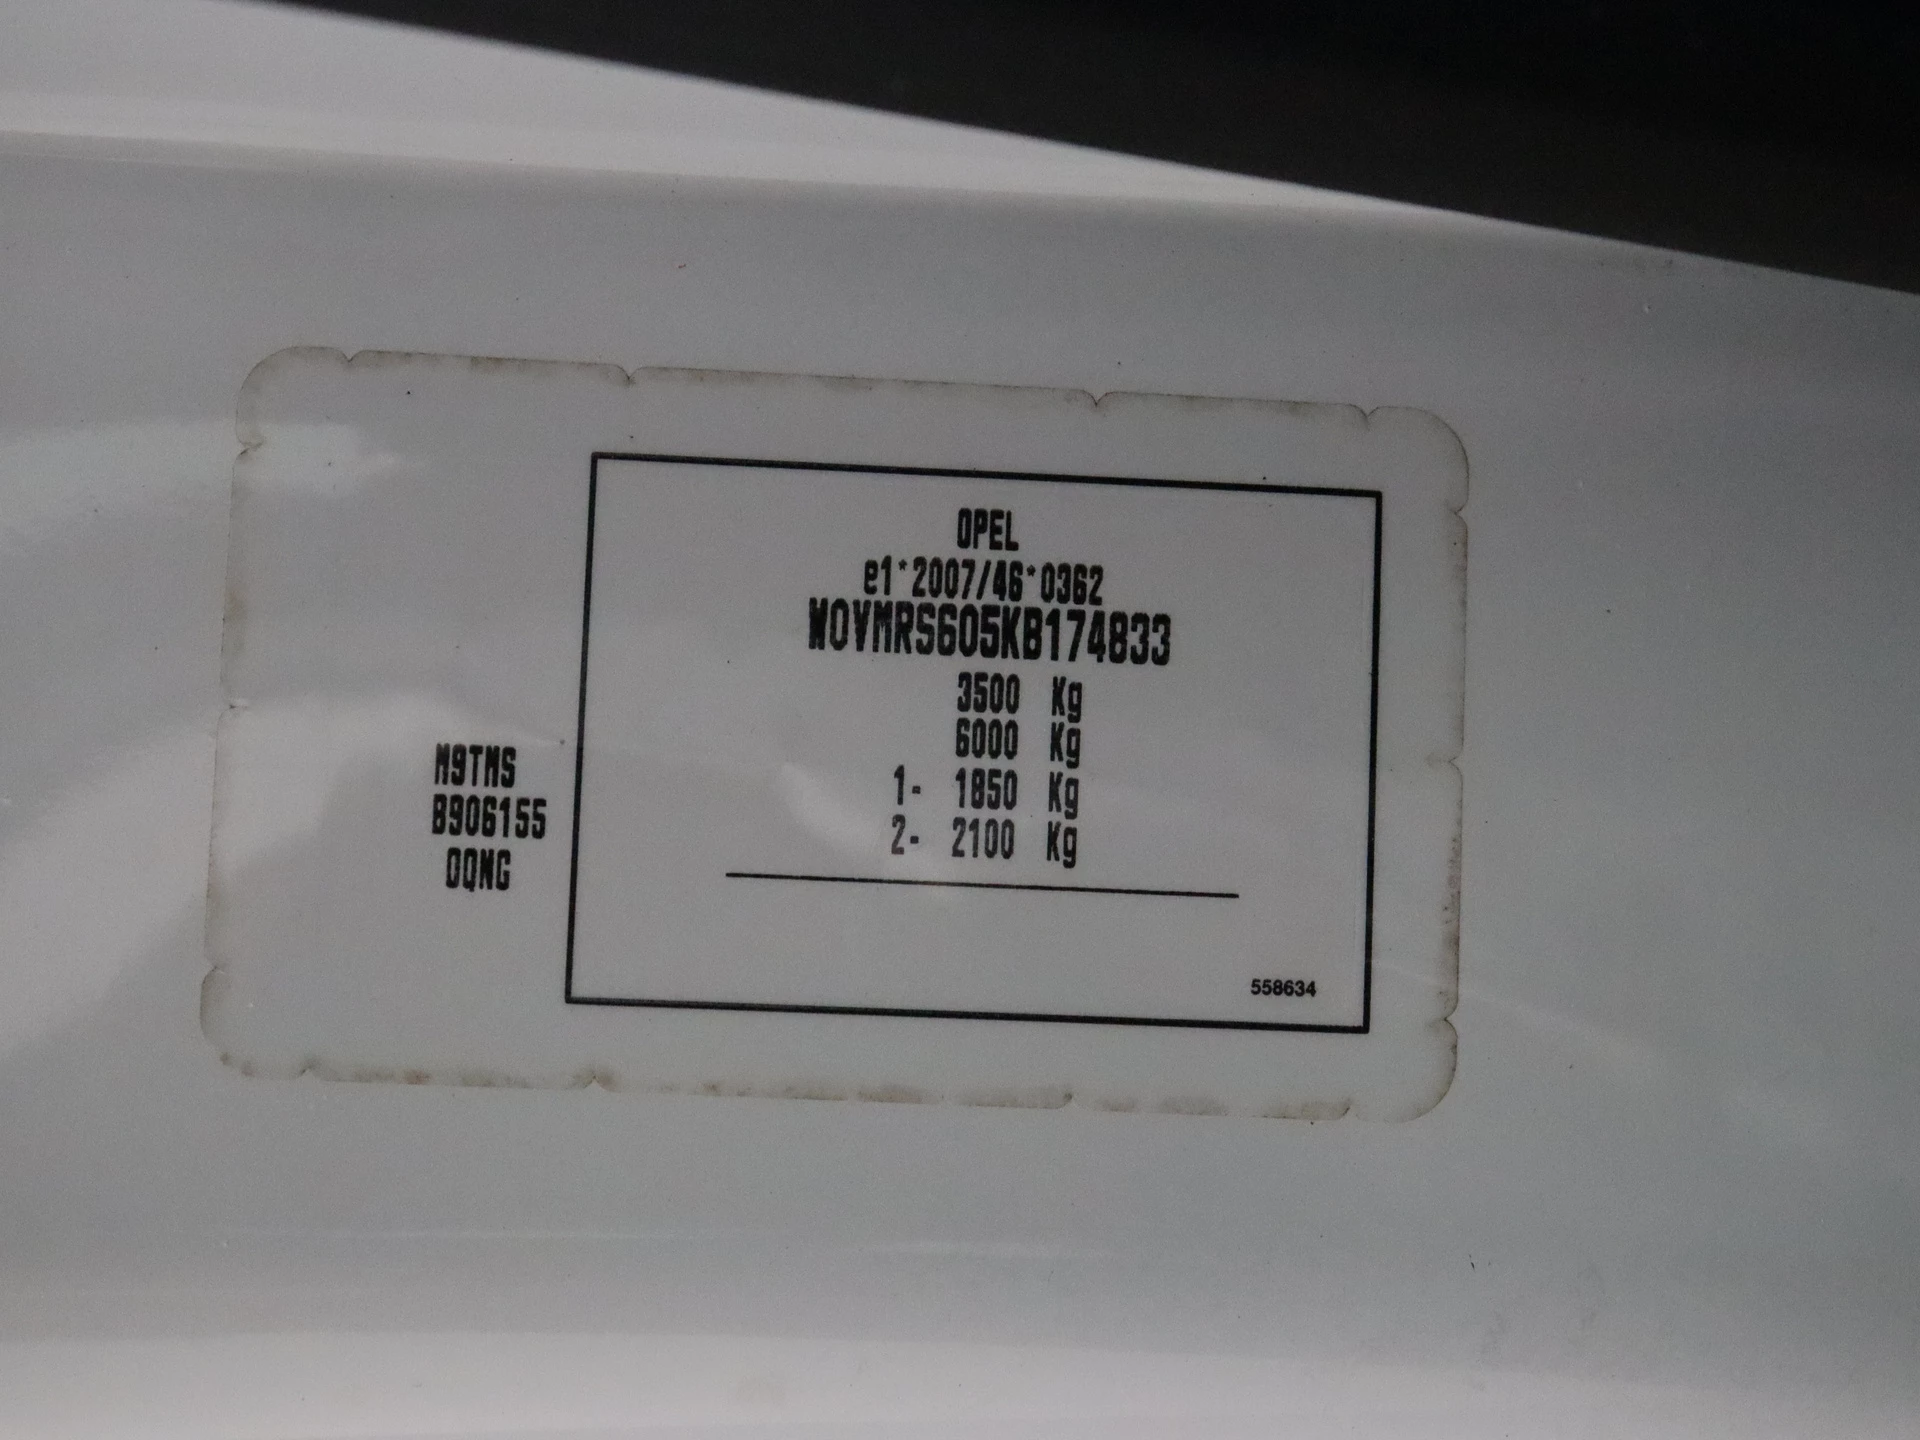 OPEL
e1*2007/46*0362
W0VMRS605KB174833
3500 Kg
6000 Kg
1- 1850 Kg
2- 2100 Kg
M9TMS
B906155
0QNG
558634